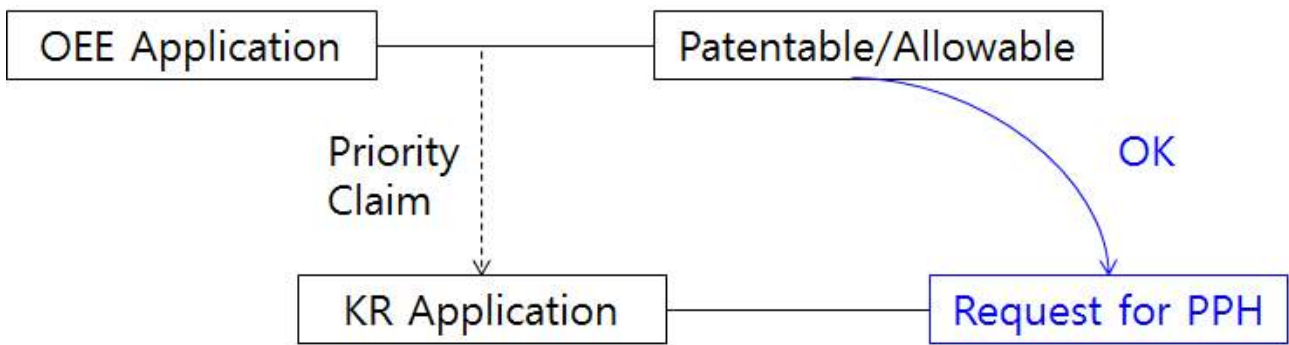 OEE Application
Patentable/Allowable
Priority
Claim
OK
KR Application
Request for PPH